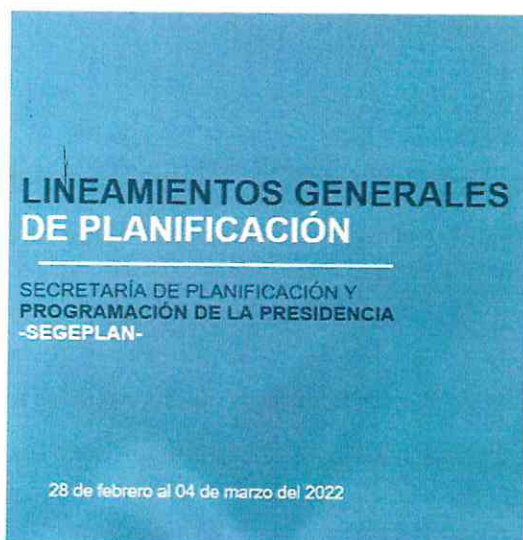 LINEAMIENTOS GENERALES
DE PLANIFICACIÓN
SECRETARÍA DE PLANIFICACIÓN Y
PROGRAMACIÓN DE LA PRESIDENCIA
-SEGEPLAN-
28 de febrero al 04 de marzo del 2022